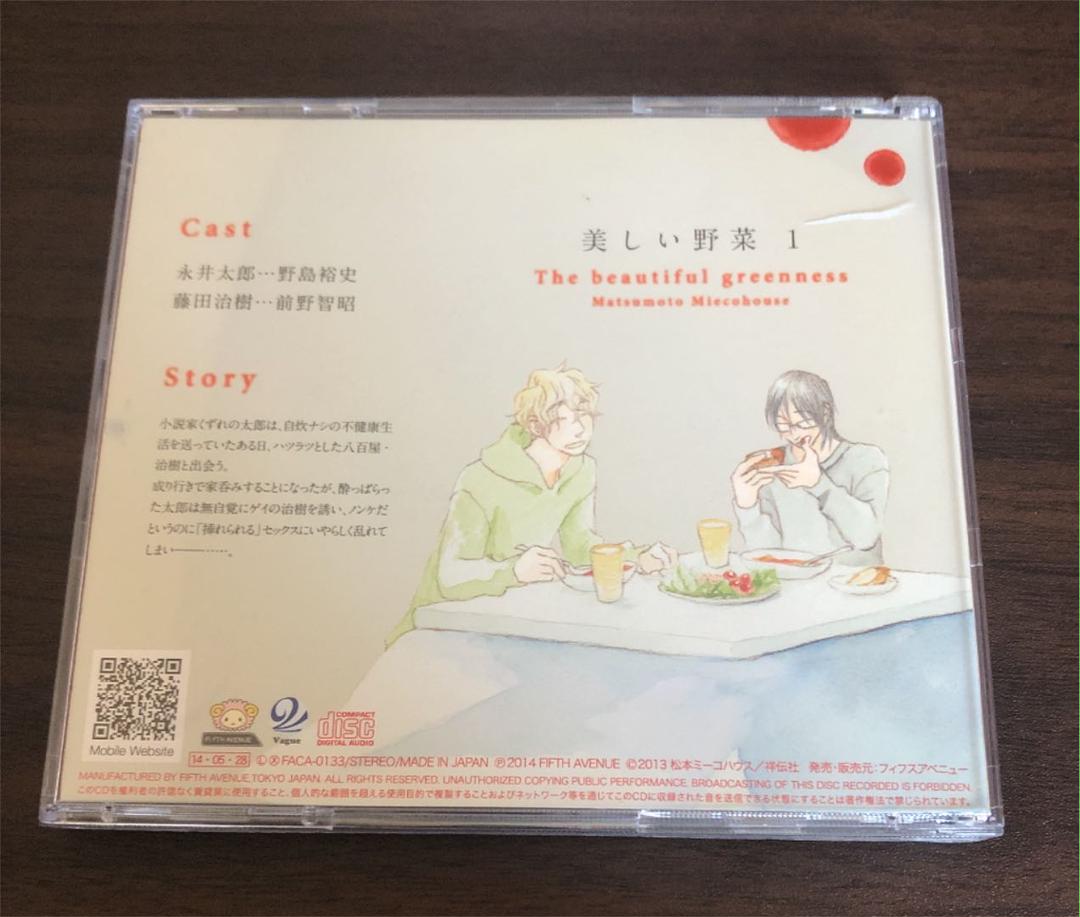 Cast
永井太郎…野島裕史
藤田治樹…前野智昭
美しい野菜 1
The beautiful greenness
Matsumoto Miecohouse
Story
小説家くずれの太郎は、自炊ナシの不健康生
活を送っていたある日、ハツラツとした八百屋・
治樹と出会う。
成り行きで家呑みすることになったが、酔っぱらっ
た太郎は無自覚にゲイの治樹を誘い、ノンケだ
というのに「挿れられる」セックスにいやらしく乱れて
しまい―――……。
Mobile Website
FIFTH AVENUE
Vague
COMPACT
disc
DIGITAL AUDIO
14・05・28 Ⓛ Ⓧ FACA-0133/STEREO/MADE IN JAPAN ℗2014 FIFTH AVENUE ©2013 松本ミーコハウス／祥伝社 発売・販売元：フィフスアベニュー
MANUFACTURED BY FIFTH AVENUE,TOKYO JAPAN. ALL RIGHTS RESERVED. UNAUTHORIZED COPYING PUBLIC PERFORMANCE. BROADCASTING OF THIS DISC RECORDED IS FORBIDDEN.
このCDを権利者の許諾なく賃貸業に使用すること、個人的な範囲を超える使用目的で複製することおよびネットワーク等を通じてこのCDに収録された音を送信できる状態にすることは著作権法で禁じられています。